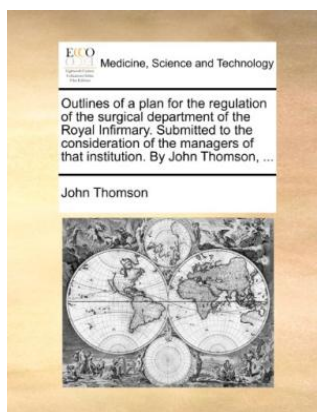 ECCO
Medicine, Science and Technology
Outlines of a plan for the regulation
of the surgical department of the
Royal Infirmary. Submitted to the
consideration of the managers of
that institution. By John Thomson, ...
John Thomson